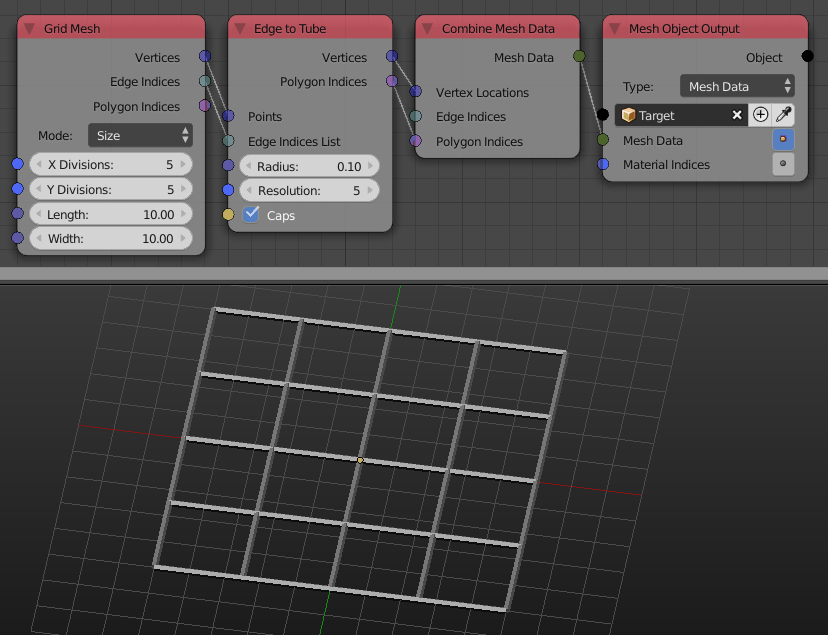 Grid Mesh
Vertices
Edge Indices
Polygon Indices
Mode: Size
X Divisions: 5
Y Divisions: 5
Length: 10.00
Width: 10.00
Edge to Tube
Vertices
Polygon Indices
Points
Edge Indices List
Radius: 0.10
Resolution: 5
Caps
Combine Mesh Data
Mesh Data
Vertex Locations
Edge Indices
Polygon Indices
Mesh Object Output
Object
Type: Mesh Data
Target
Mesh Data
Material Indices